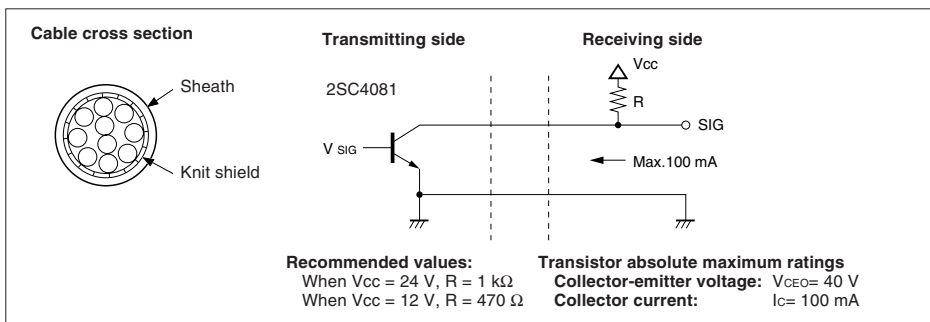 Cable cross section
Sheath
Knit shield
Transmitting side
Receiving side
2SC4081
Vcc
R
SIG
V SIG
Max.100 mA
Recommended values:
When Vcc = 24 V, R = 1 kΩ
When Vcc = 12 V, R = 470 Ω
Transistor absolute maximum ratings
Collector-emitter voltage: VCEO= 40 V
Collector current: IC= 100 mA